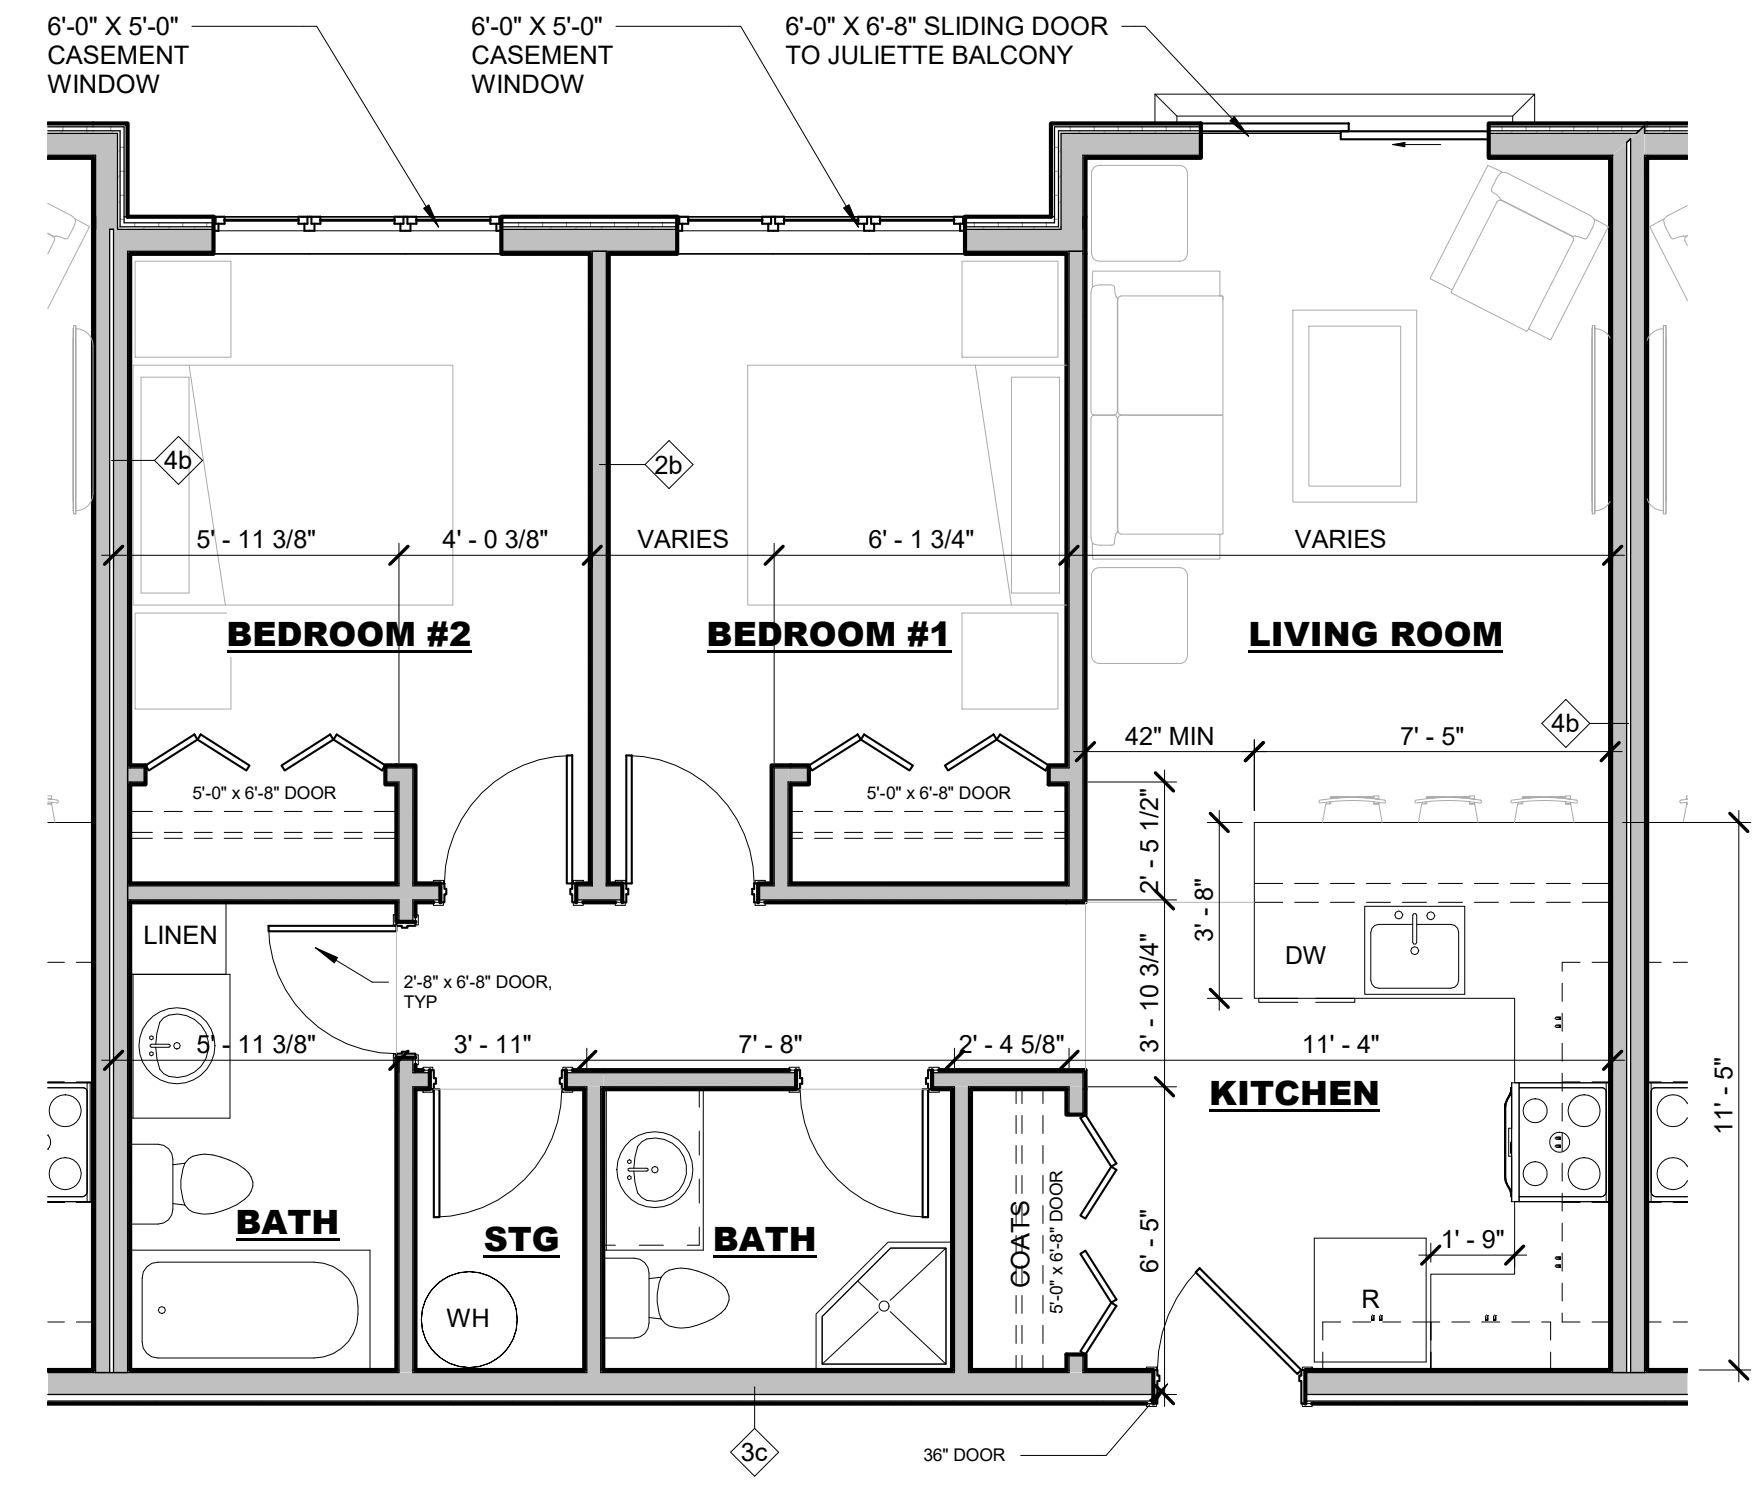 6'-0" X 5'-0"
CASEMENT
WINDOW
6'-0" X 5'-0"
CASEMENT
WINDOW
6'-0" X 6'-8" SLIDING DOOR
TO JULIETTE BALCONY
4b
2b
5' - 11 3/8"
4' - 0 3/8"
VARIES
6' - 1 3/4"
VARIES
BEDROOM #2
BEDROOM #1
LIVING ROOM
4b
42" MIN
7' - 5"
5'-0" x 6'-8" DOOR
5'-0" x 6'-8" DOOR
2' - 5 1/2"
3' - 8"
LINEN
DW
2'-8" x 6'-8" DOOR,
TYP
3' - 10 3/4"
5' - 11 3/8"
3' - 11"
7' - 8"
2' - 4 5/8"
11' - 4"
KITCHEN
11' - 5"
BATH
STG
BATH
COATS
5'-0" x 6'-8" DOOR
6' - 5"
1' - 9"
WH
R
3c
36" DOOR